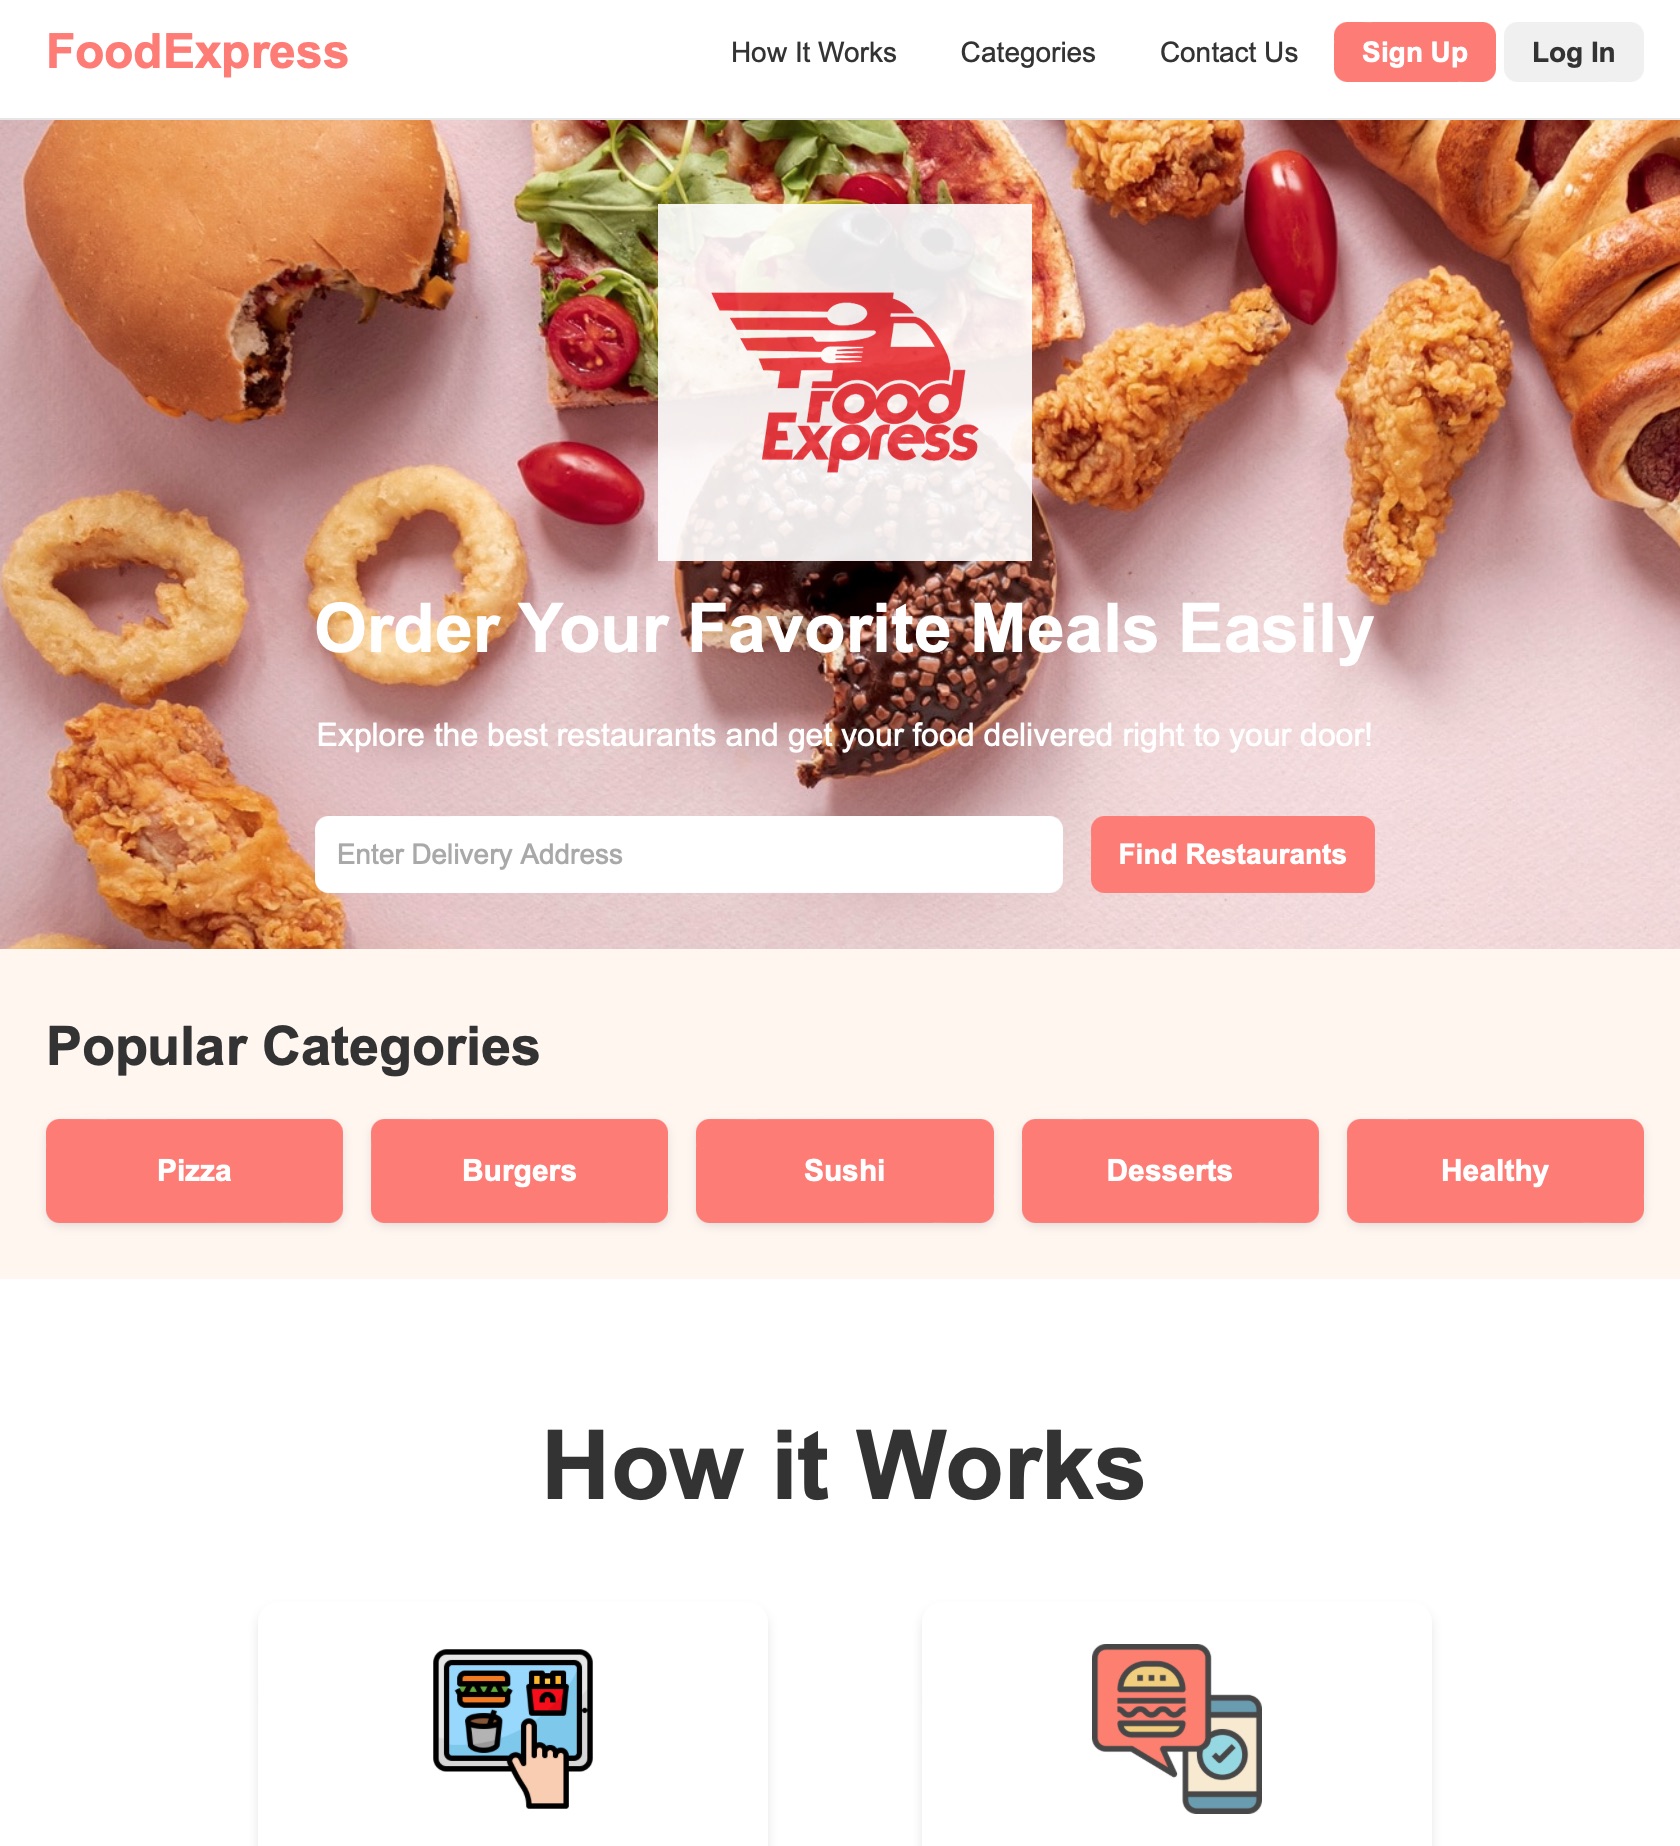 FoodExpress
How It Works
Categories
Contact Us
Sign Up
Log In
Food
Express
Order Your Favorite Meals Easily
Explore the best restaurants and get your food delivered right to your door!
Enter Delivery Address
Find Restaurants
Popular Categories
Pizza
Burgers
Sushi
Desserts
Healthy
How it Works